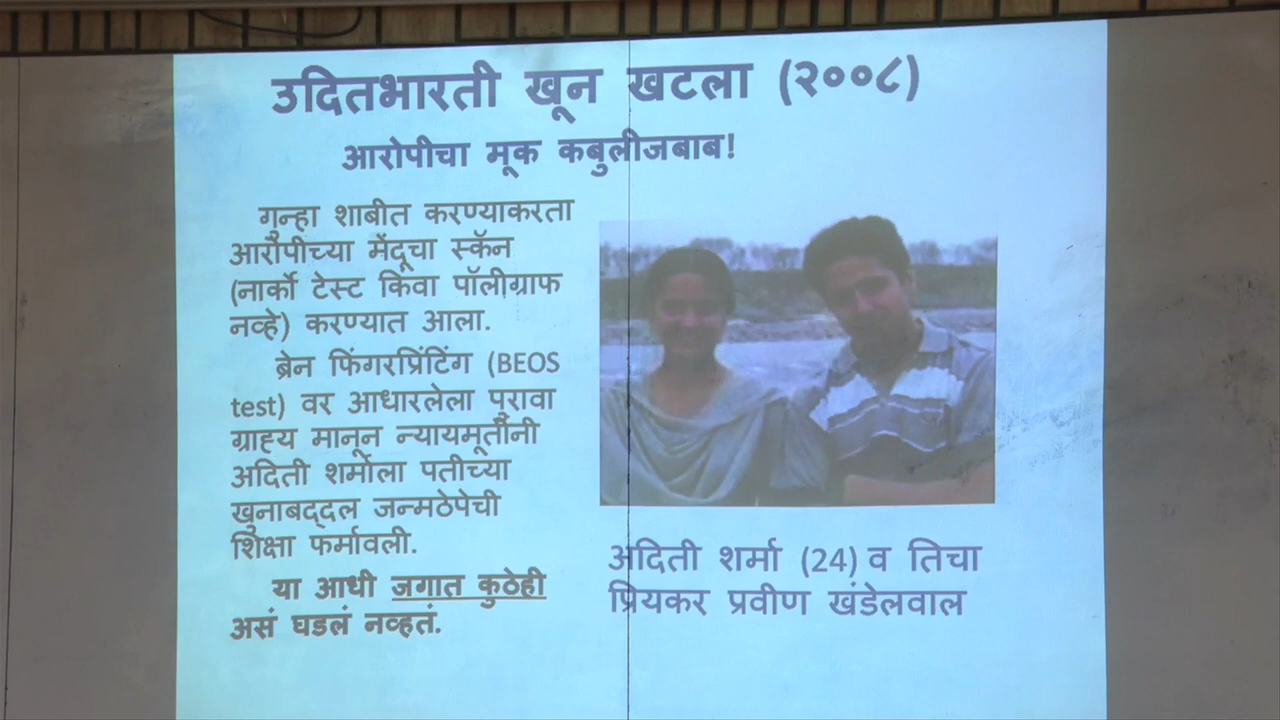 उदितभारती खून खटला (२००८)
आरोपीचा मूक कबुलीजबाब!
गुन्हा शाबीत करण्याकरता
आरोपीच्या मेंदूचा स्कॅन
(नार्को टेस्ट किंवा पॉलीग्राफ
नव्हे) करण्यात आला.
ब्रेन फिंगरप्रिंटिंग (BEOS
test) वर आधारलेला पुरावा
ग्राह्य मानून न्यायमूर्तींनी
अदिती शर्माला पतीच्या
खुनाबद्दल जन्मठेपेची
शिक्षा फर्मावली.
या आधी जगात कुठेही
असं घडलं नव्हतं.
अदिती शर्मा (24) व तिचा
प्रियकर प्रवीण खंडेलवाल